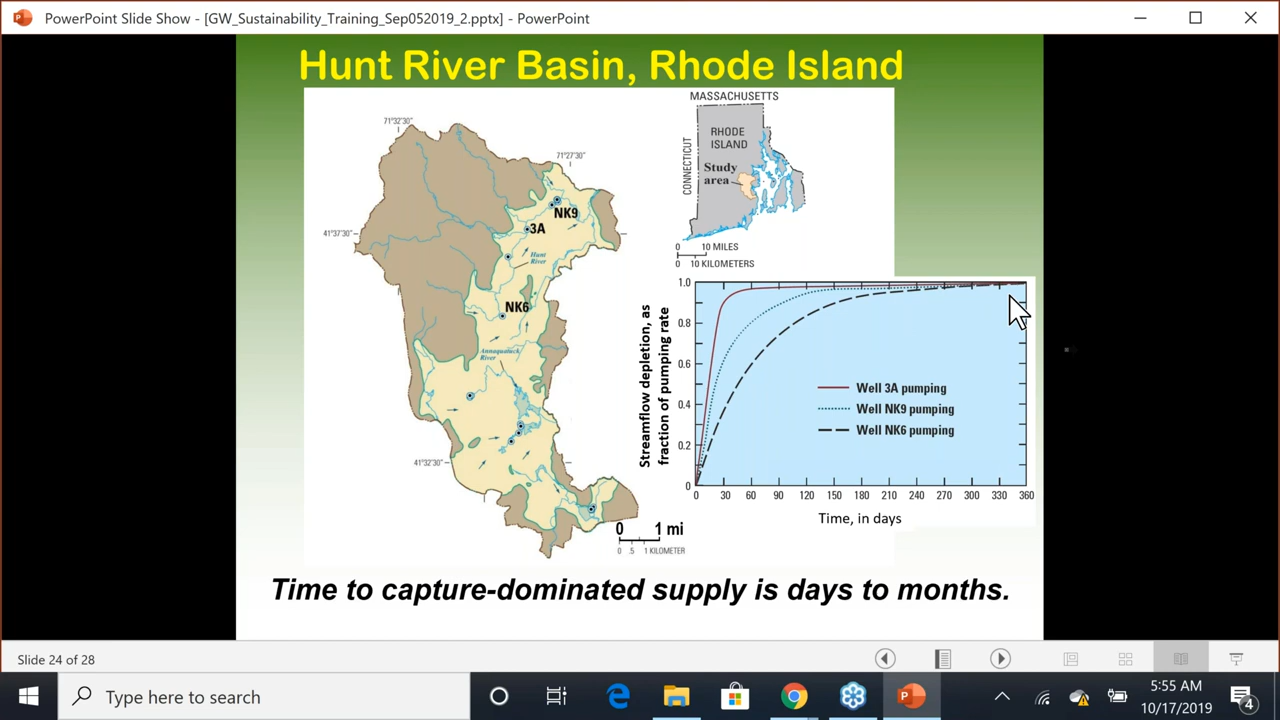 PowerPoint Slide Show - [GW_Sustainability_Training_Sep052019_2.pptx] - PowerPoint
Hunt River Basin, Rhode Island
71°32'30"
71°27'30"
41°37'30"
41°32'30"
NK9
3A
Hunt
River
NK6
Annaquatuck
River
0 1 mi
0 .5 1 KILOMETER
MASSACHUSETTS
CONNECTICUT
RHODE
ISLAND
Study
area
0 10 MILES
0 10 KILOMETERS
Streamflow depletion, as
fraction of pumping rate
1.0
0.8
0.6
0.4
0.2
0
Well 3A pumping
Well NK9 pumping
Well NK6 pumping
0 30 60 90 120 150 180 210 240 270 300 330 360
Time, in days
Time to capture-dominated supply is days to months.
Slide 24 of 28
Type here to search
5:55 AM
10/17/2019
4